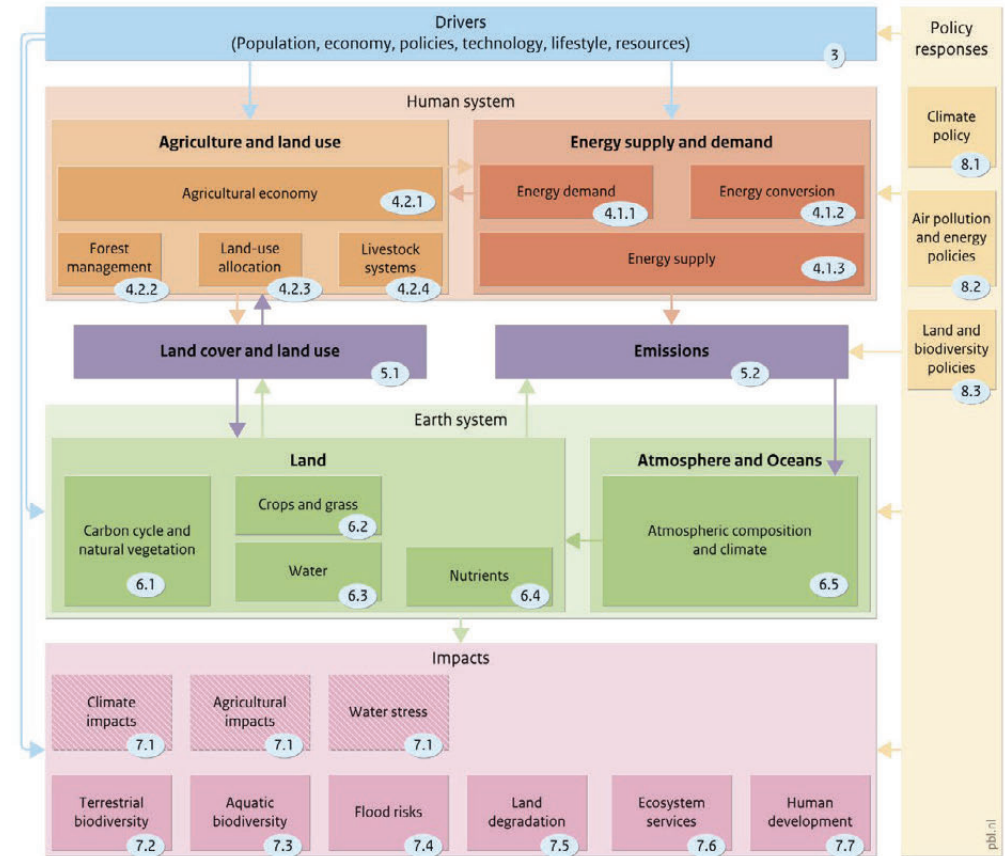 Drivers
(Population, economy, policies, technology, lifestyle, resources)
3
Policy
responses
Human system
Agriculture and land use
Agricultural economy
4.2.1
Forest
management
4.2.2
Land-use
allocation
4.2.3
Livestock
systems
4.2.4
Energy supply and demand
Energy demand
4.1.1
Energy conversion
4.1.2
Energy supply
4.1.3
Climate
policy
8.1
Air pollution
and energy
policies
8.2
Land and
biodiversity
policies
8.3
Land cover and land use
5.1
Emissions
5.2
Earth system
Land
Carbon cycle and
natural vegetation
6.1
Crops and grass
6.2
Water
6.3
Nutrients
6.4
Atmosphere and Oceans
Atmospheric composition
and climate
6.5
Impacts
Climate
impacts
7.1
Agricultural
impacts
7.1
Water stress
7.1
Terrestrial
biodiversity
7.2
Aquatic
biodiversity
7.3
Flood risks
7.4
Land
degradation
7.5
Ecosystem
services
7.6
Human
development
7.7
pbl.nl